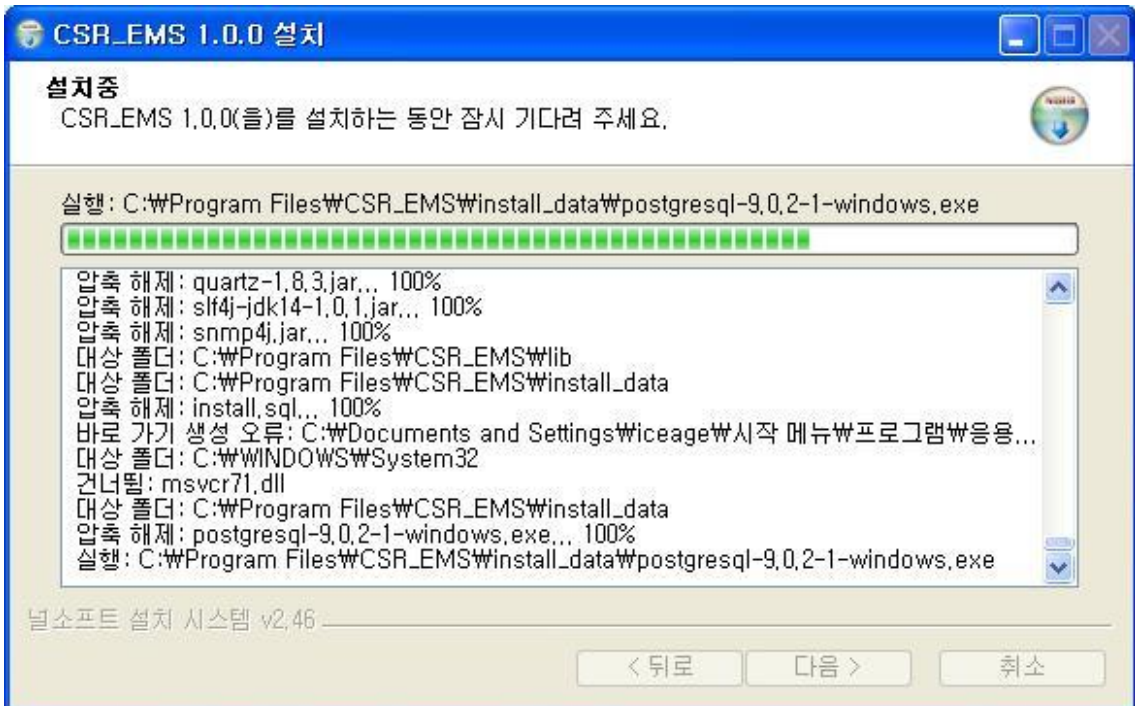 CSR_EMS 1.0.0 설치
설치중
CSR_EMS 1.0.0(을)를 설치하는 동안 잠시 기다려 주세요.
실행: C:₩Program Files₩CSR_EMS₩install_data₩postgresql-9.0.2-1-windows.exe
압축 해제: quartz-1.8.3.jar... 100%
압축 해제: slf4j-jdk14-1.0.1.jar... 100%
압축 해제: snmp4j.jar... 100%
대상 폴더: C:₩Program Files₩CSR_EMS₩lib
대상 폴더: C:₩Program Files₩CSR_EMS₩install_data
압축 해제: install.sql... 100%
바로 가기 생성 오류: C:₩Documents and Settings₩iceage₩시작 메뉴₩프로그램₩응용...
대상 폴더: C:₩WINDOWS₩System32
건너뜀: msvcr71.dll
대상 폴더: C:₩Program Files₩CSR_EMS₩install_data
압축 해제: postgresql-9.0.2-1-windows.exe... 100%
실행: C:₩Program Files₩CSR_EMS₩install_data₩postgresql-9.0.2-1-windows.exe
널소프트 설치 시스템 v2.46
< 뒤로
다음 >
취소